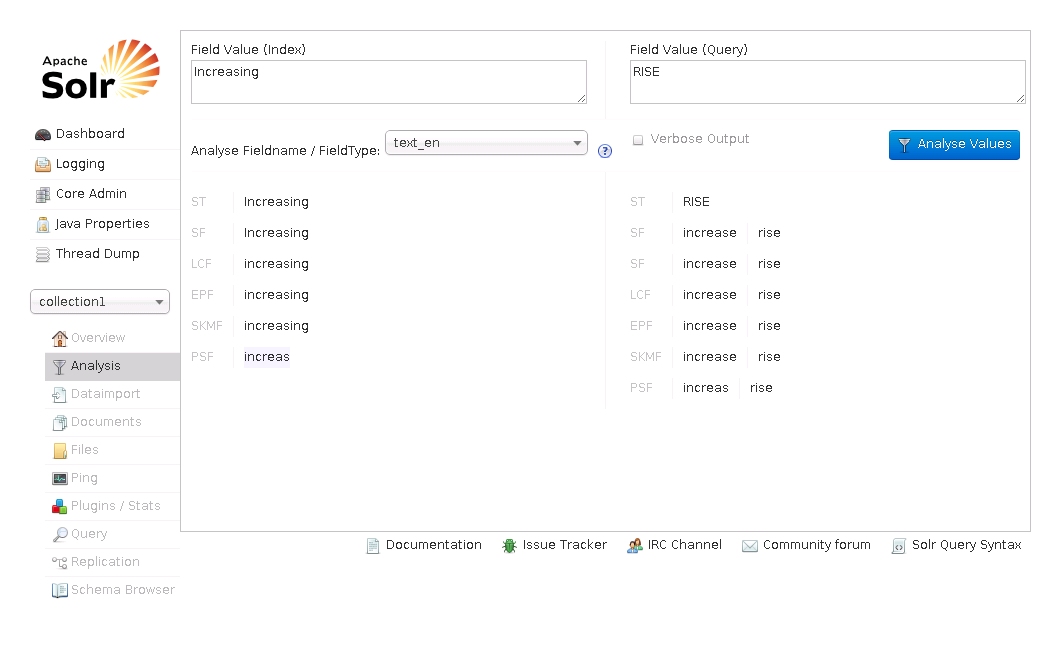 Apache
Solr
Dashboard
Logging
Core Admin
Java Properties
Thread Dump
collection1
Overview
Analysis
Dataimport
Documents
Files
Ping
Plugins / Stats
Query
Replication
Schema Browser
Field Value (Index)
Increasing
Field Value (Query)
RISE
Analyse Fieldname / FieldType: text_en ?
Verbose Output
Analyse Values
ST Increasing
SF Increasing
LCF increasing
EPF increasing
SKMF increasing
PSF increas
ST RISE
SF increase rise
SF increase rise
LCF increase rise
EPF increase rise
SKMF increase rise
PSF increas rise
Documentation Issue Tracker IRC Channel Community forum Solr Query Syntax